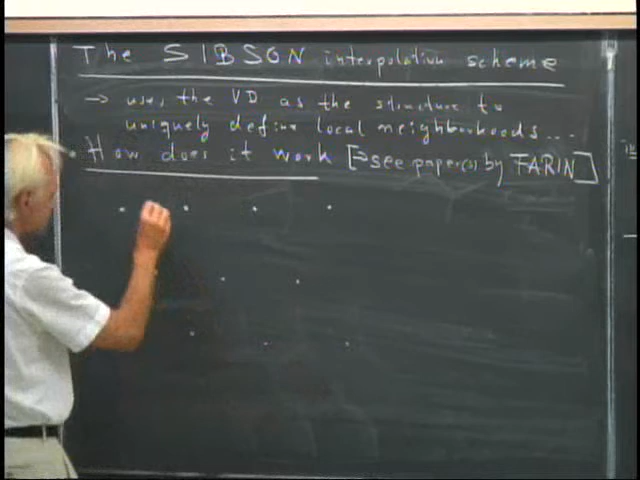 The SIBSON interpolation scheme
→ uses the VD as the structure to
uniquely define local neighborhoods...
• How does it work [→ see paper(s) by FARIN]